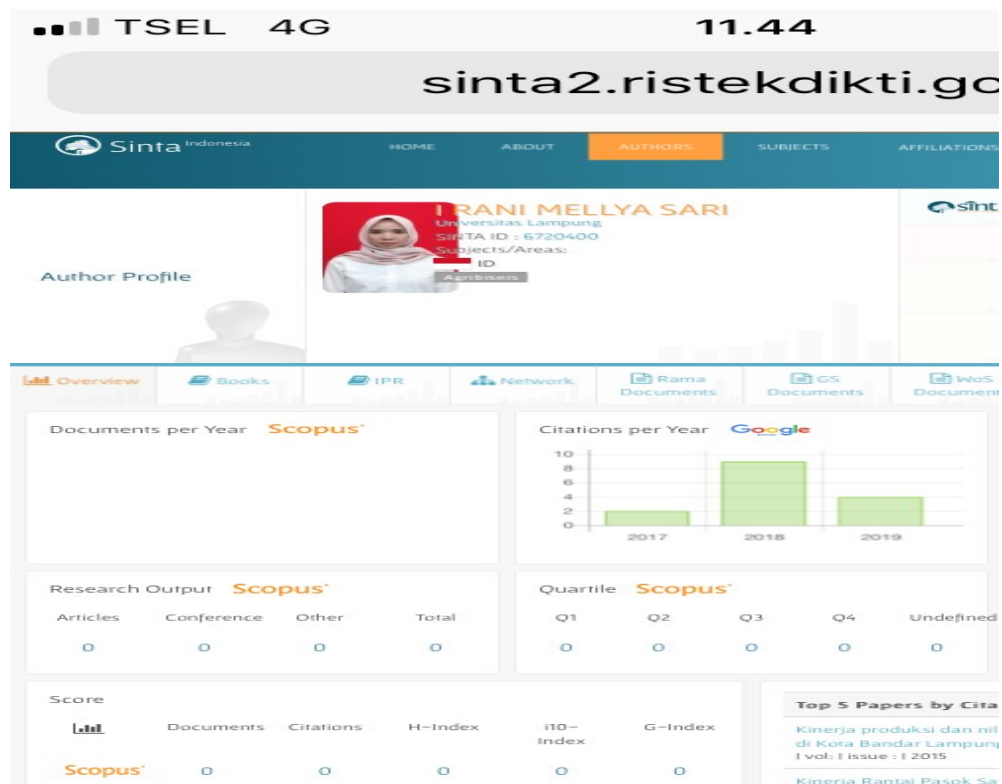 TSEL 4G 11.44
sinta2.ristekdikti.go
Sinta Indonesia HOME ABOUT AUTHORS SUBJECTS AFFILIATIONS
Author Profile
I RANI MELLYA SARI
Universitas Lampung
SINTA ID : 6720400
Subjects/Areas:
ID
Agribisnis
sint
Overview Books IPR Network Rama Documents GS Documents WoS Document
Documents per Year Scopus
Citations per Year Google
10
8
6
4
2
0
2017 2018 2019
Research Output Scopus
Articles Conference Other Total
0 0 0 0
Quartile Scopus
Q1 Q2 Q3 Q4 Undefined
0 0 0 0 0
Score
Documents Citations H-Index i10-Index G-Index
Scopus 0 0 0 0 0
Top 5 Papers by Cita
Kinerja produksi dan nil
di Kota Bandar Lampung
| vol: | issue : | 2015
Kinerja Rantai Pasok Sa